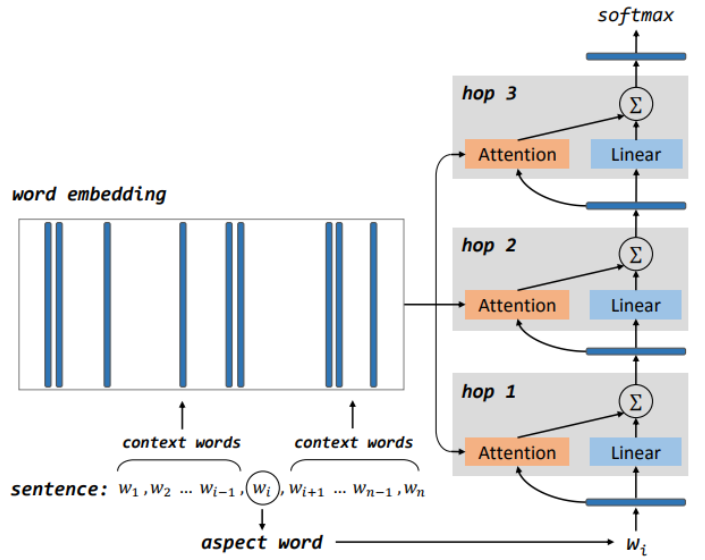 softmax
hop 3
Σ
Attention
Linear
word embedding
hop 2
Σ
Attention
Linear
hop 1
Σ
Attention
Linear
context words
context words
sentence: w₁ , w₂ … wᵢ₋₁ , wᵢ , wᵢ₊₁ … wₙ₋₁ , wₙ
aspect word
wᵢ